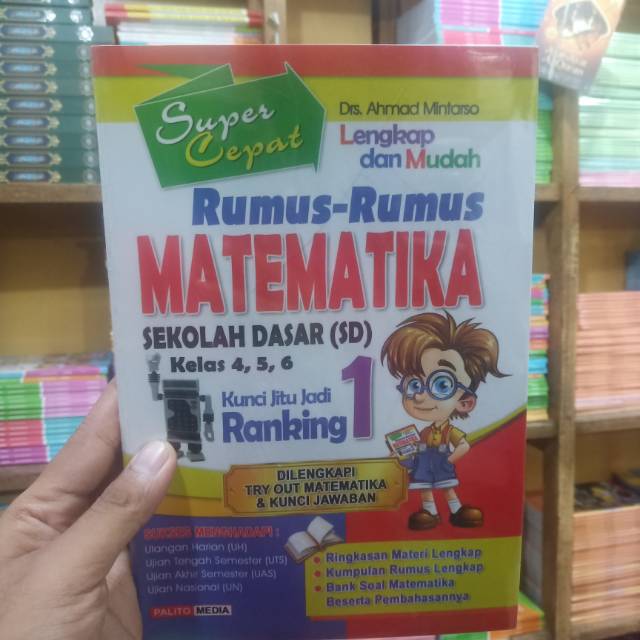 Super
Cepat
Drs. Ahmad Mintarso
Lengkap
dan Mudah
Rumus-Rumus
MATEMATIKA
SEKOLAH DASAR (SD)
Kelas 4, 5, 6
Kunci Jitu Jadi
Ranking 1
DILENGKAPI
TRY OUT MATEMATIKA
& KUNCI JAWABAN
SUKSES MENGHADAPI :
Ulangan Harian (UH)
Ujian Tengah Semester (UTS)
Ujian Akhir Semester (UAS)
Ujian Nasional (UN)
PALITO MEDIA
• Ringkasan Materi Lengkap
• Kumpulan Rumus Lengkap
• Bank Soal Matematika
Beserta Pembahasannya